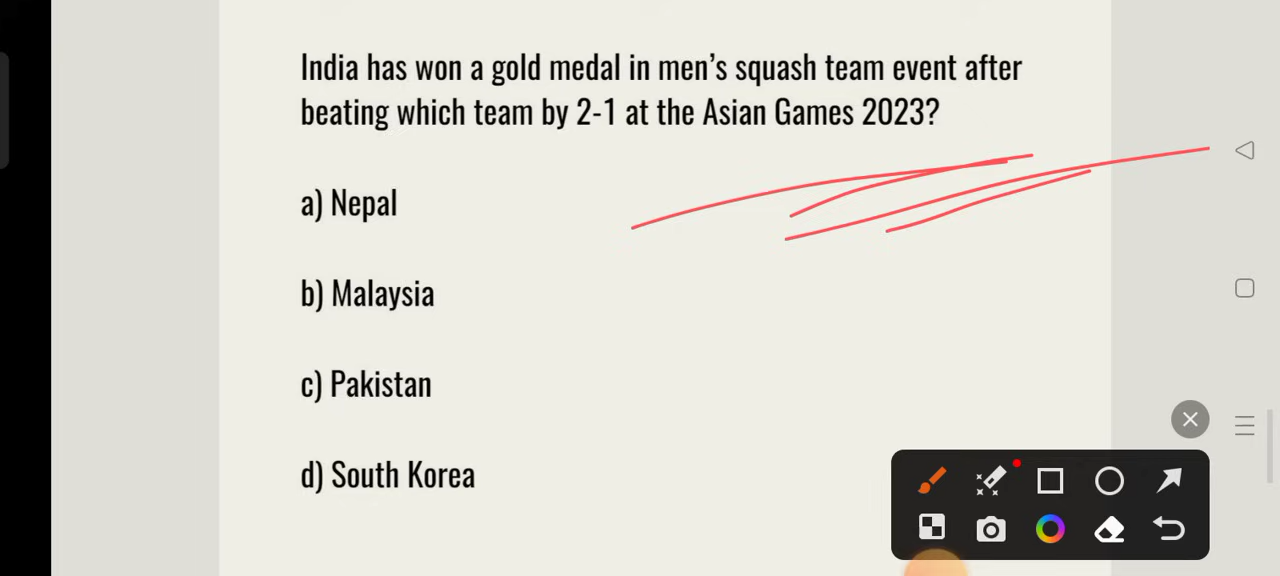 India has won a gold medal in men’s squash team event after
beating which team by 2-1 at the Asian Games 2023?
a) Nepal
b) Malaysia
c) Pakistan
d) South Korea